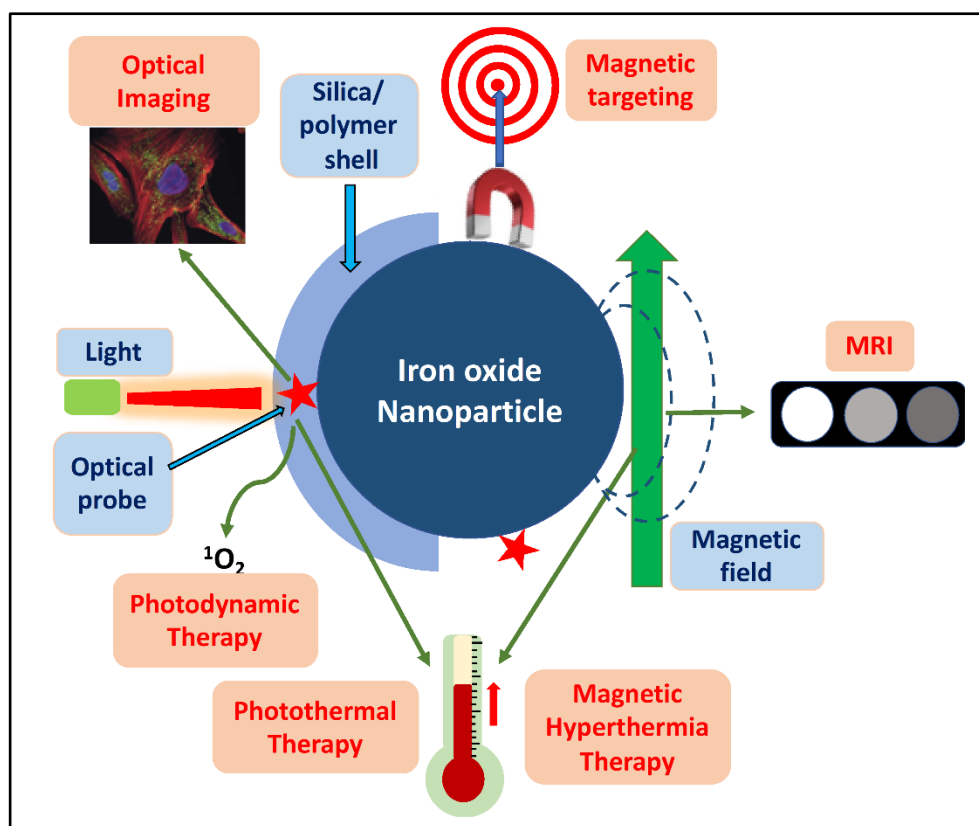 Optical
Imaging
Silica/
polymer
shell
Magnetic
targeting
Light
Iron oxide
Nanoparticle
MRI
Optical
probe
Magnetic
field
¹O₂
Photodynamic
Therapy
Photothermal
Therapy
Magnetic
Hyperthermia
Therapy